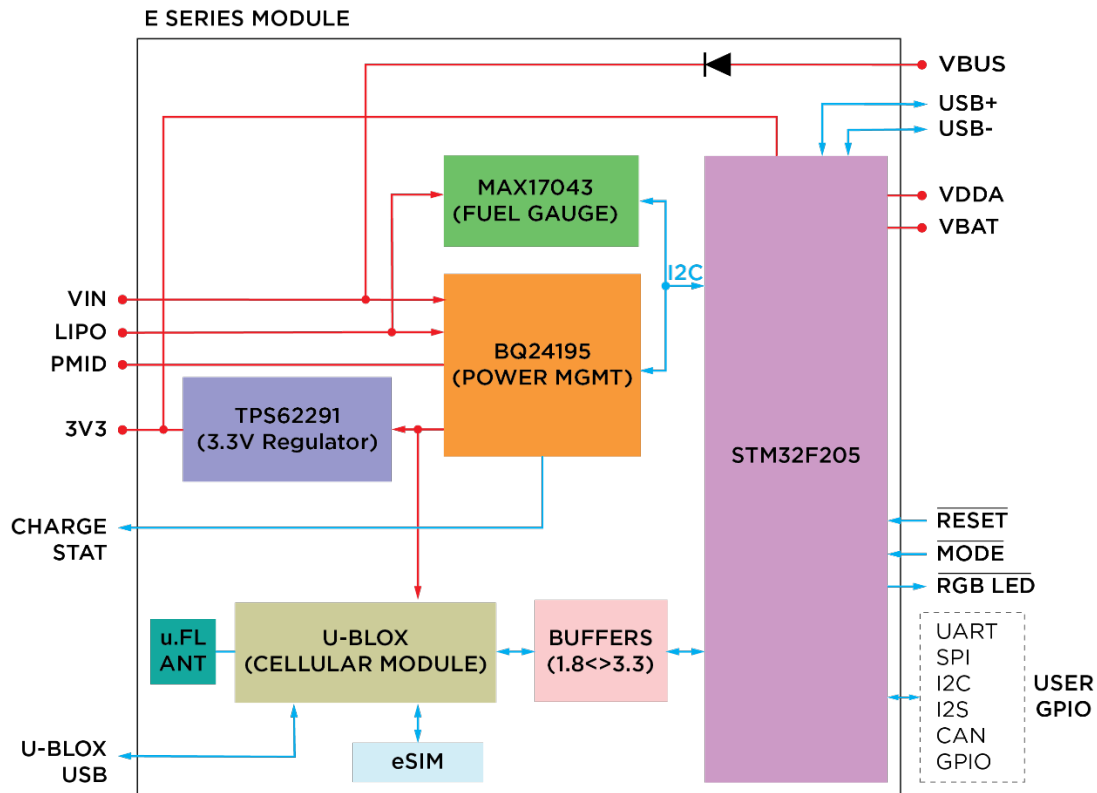 E SERIES MODULE
VBUS
USB+
USB-
MAX17043
(FUEL GAUGE)
VDDA
VBAT
I2C
VIN
LIPO
PMID
3V3
BQ24195
(POWER MGMT)
TPS62291
(3.3V Regulator)
STM32F205
CHARGE
STAT
RESET
MODE
RGB LED
u.FL
ANT
U-BLOX
(CELLULAR MODULE)
BUFFERS
(1.8<>3.3)
UART
SPI
I2C
I2S
CAN
GPIO
USER
GPIO
U-BLOX
USB
eSIM